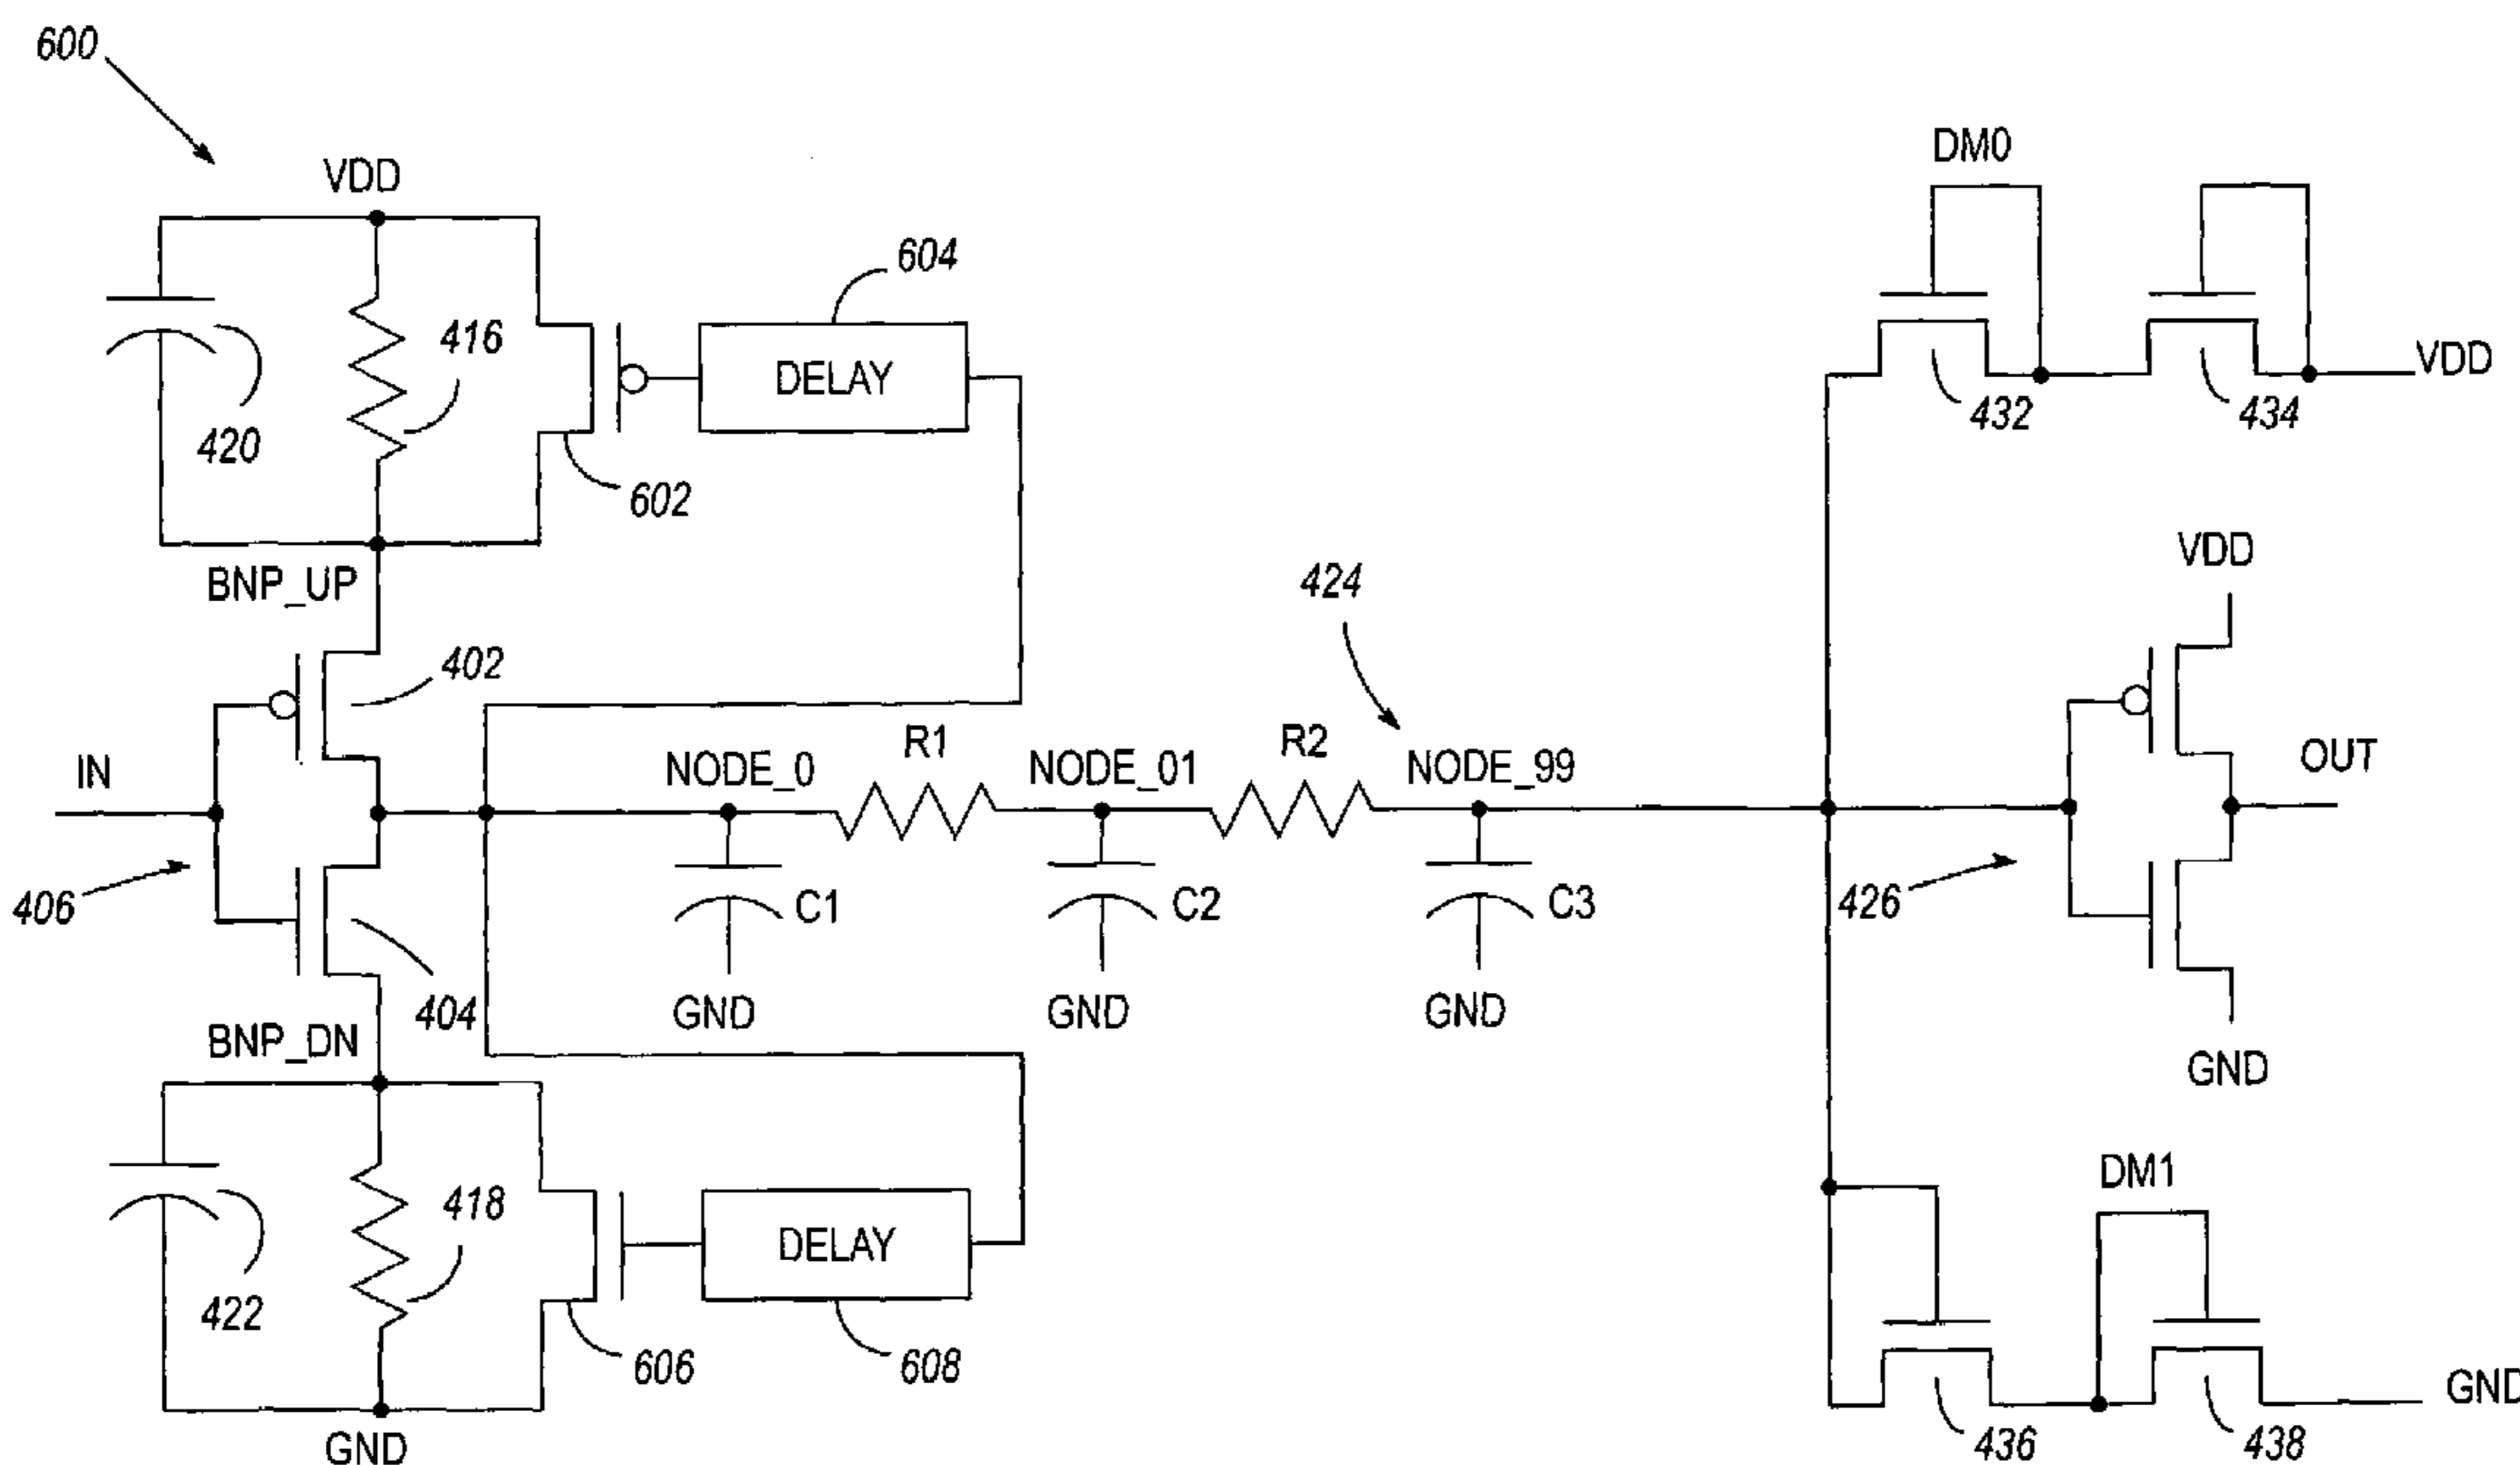 600
DM0
VDD
604
416
DELAY
VDD
420
432
434
602
VDD
BNP_UP
424
402
IN
NODE_0
R1
NODE_01
R2
NODE_99
OUT
406
C1
C2
C3
426
404
GND
GND
GND
BNP_DN
GND
DM1
418
DELAY
422
606
608
GND
GND
436
438